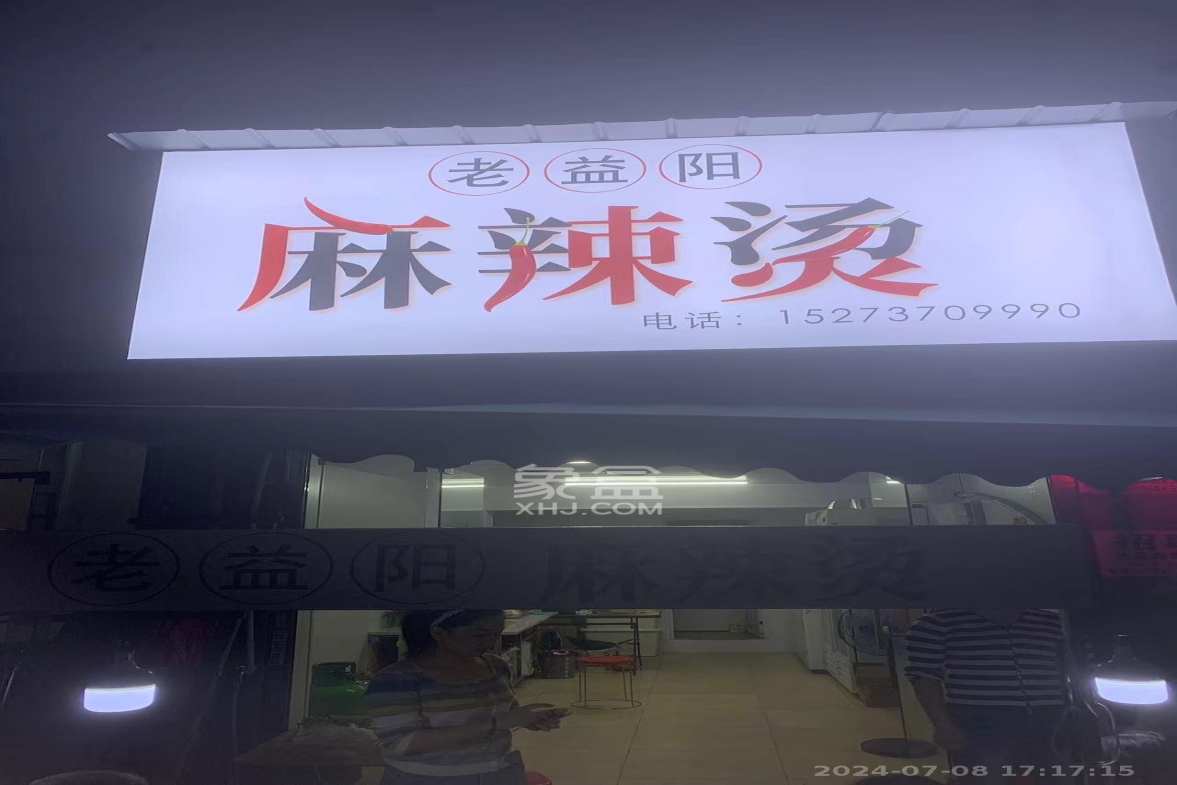 老益阳
麻辣烫
电话：15273709990
象盒
XHJ.COM
老益阳 麻辣烫
2024-07-08 17:17:15